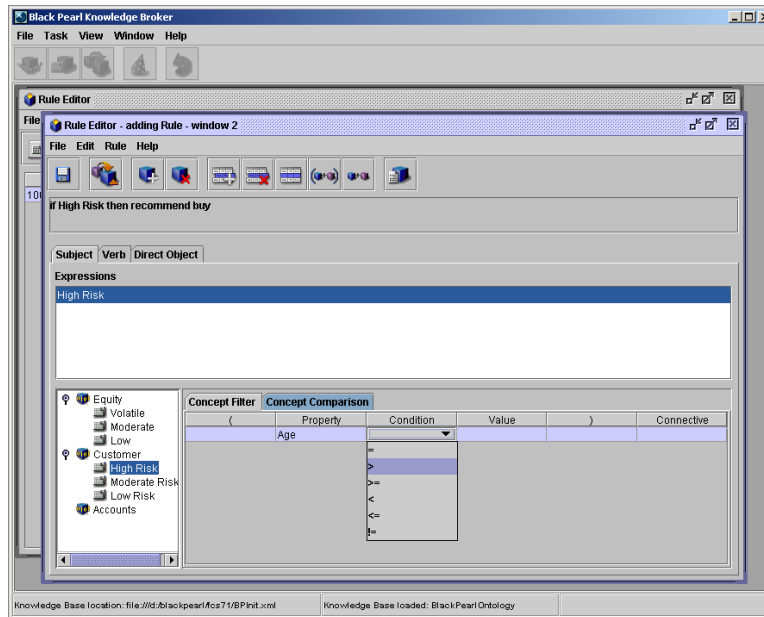 Black Pearl Knowledge Broker
File Task View Window Help
Rule Editor
File
Rule Editor - adding Rule - window 2
File Edit Rule Help
100
if High Risk then recommend buy
Subject Verb Direct Object
Expressions
High Risk
Equity
Volatile
Moderate
Low
Customer
High Risk
Moderate Risk
Low Risk
Accounts
Concept Filter Concept Comparison
( Property Condition Value ) Connective
Age
=
>
>=
<
<=
!=
Knowledge Base location: file:///d:/blackpearl/fcs71/BPInit.xml Knowledge Base loaded: BlackPearlOntology